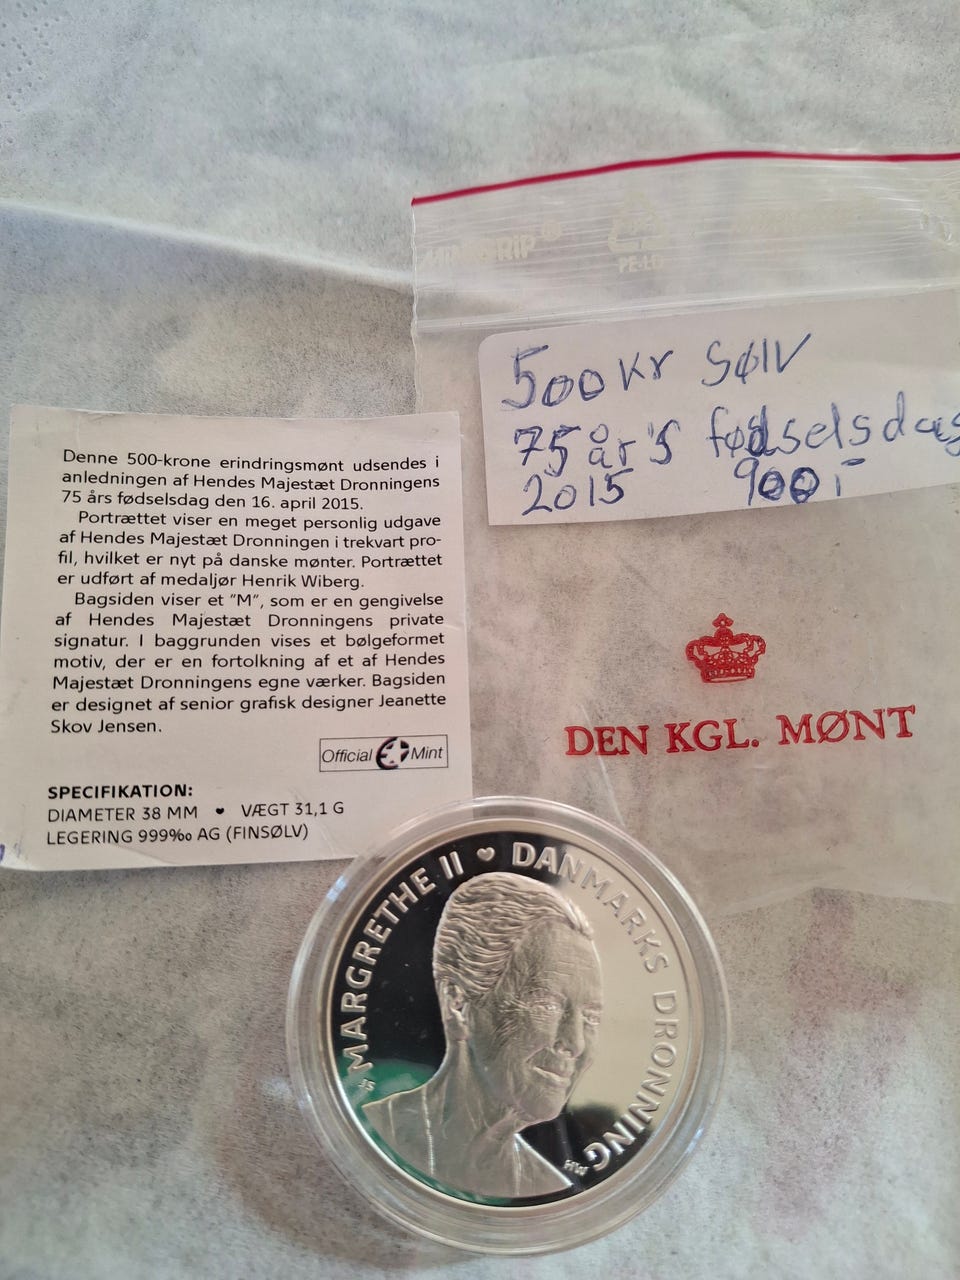 MINIGRIP®
PE-LD
500 kr sølv
75 år's fødselsdag
2015 900,-
Denne 500-krone erindringsmønt udsendes i
anledningen af Hendes Majestæt Dronningens
75 års fødselsdag den 16. april 2015.
Portrættet viser en meget personlig udgave
af Hendes Majestæt Dronningen i trekvart pro-
fil, hvilket er nyt på danske mønter. Portrættet
er udført af medaljør Henrik Wiberg.
Bagsiden viser et "M", som er en gengivelse
af Hendes Majestæt Dronningens private
signatur. I baggrunden vises et bølgeformet
motiv, der er en fortolkning af et af Hendes
Majestæt Dronningens egne værker. Bagsiden
er designet af senior grafisk designer Jeanette
Skov Jensen.
Official Mint
SPECIFIKATION:
DIAMETER 38 MM ♥ VÆGT 31,1 G
LEGERING 999‰ AG (FINSØLV)
DEN KGL. MØNT
MARGRETHE II ♥ DANMARKS DRONNING